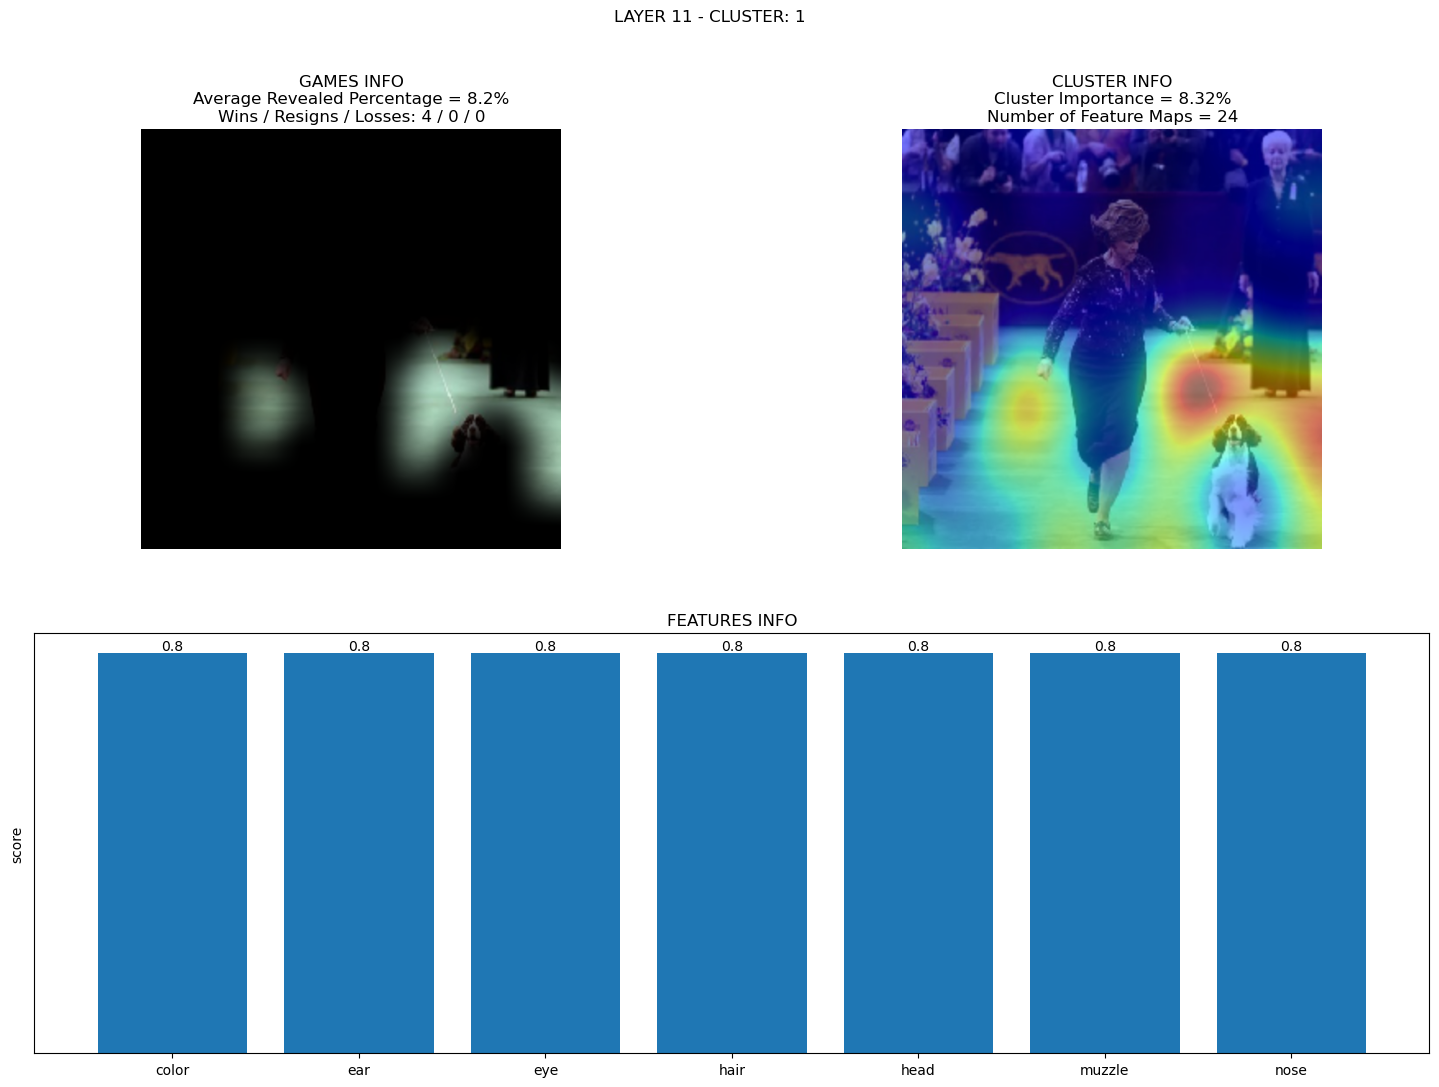 LAYER 11 - CLUSTER: 1
GAMES INFO
Average Revealed Percentage = 8.2%
Wins / Resigns / Losses: 4 / 0 / 0
CLUSTER INFO
Cluster Importance = 8.32%
Number of Feature Maps = 24
FEATURES INFO
0.8 0.8 0.8 0.8 0.8 0.8 0.8
score
color ear eye hair head muzzle nose